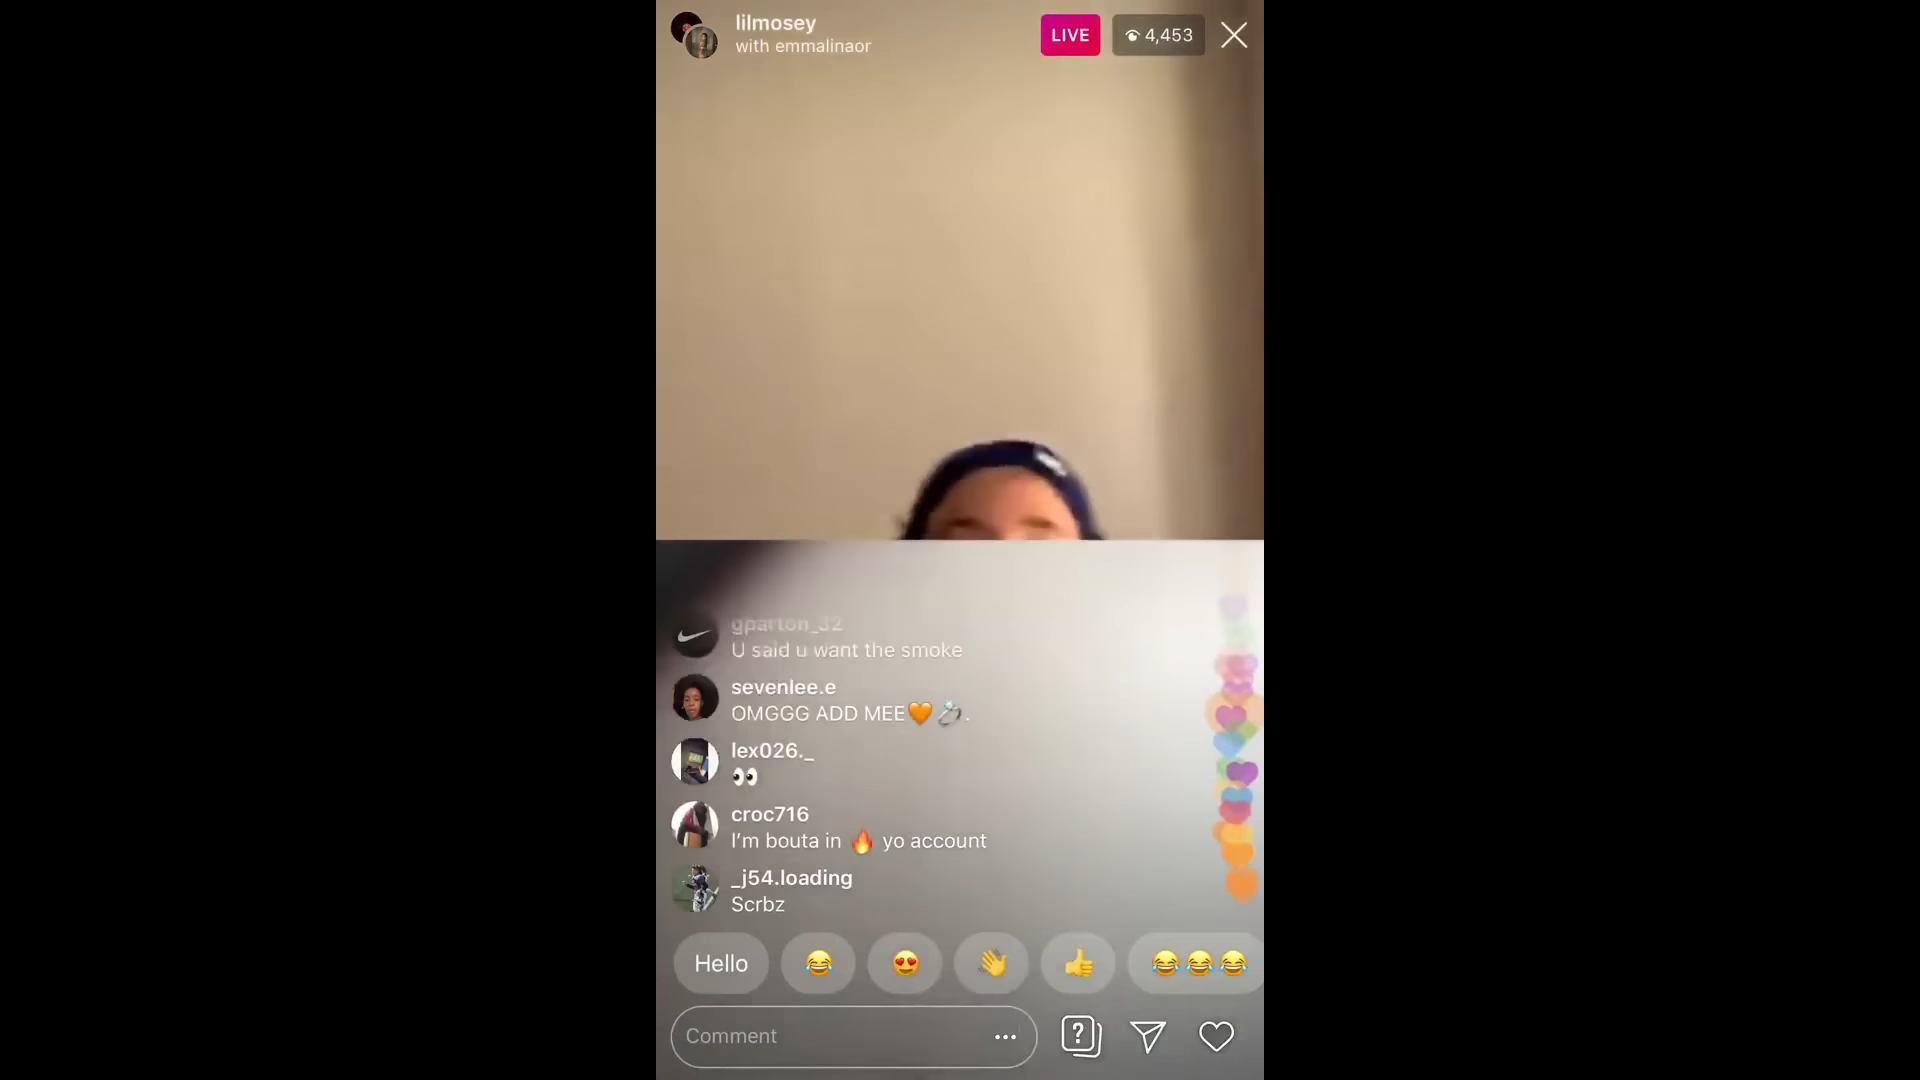 lilmosey
with emmalinaor
LIVE
4,453
gparton_32
U said u want the smoke
sevenlee.e
OMGGG ADD MEE🧡💍.
lex026._
👀
croc716
I'm bouta in 🔥 yo account
_j54.loading
Scrbz
Hello 😂 😍 👋 👍 😂😂😂
Comment